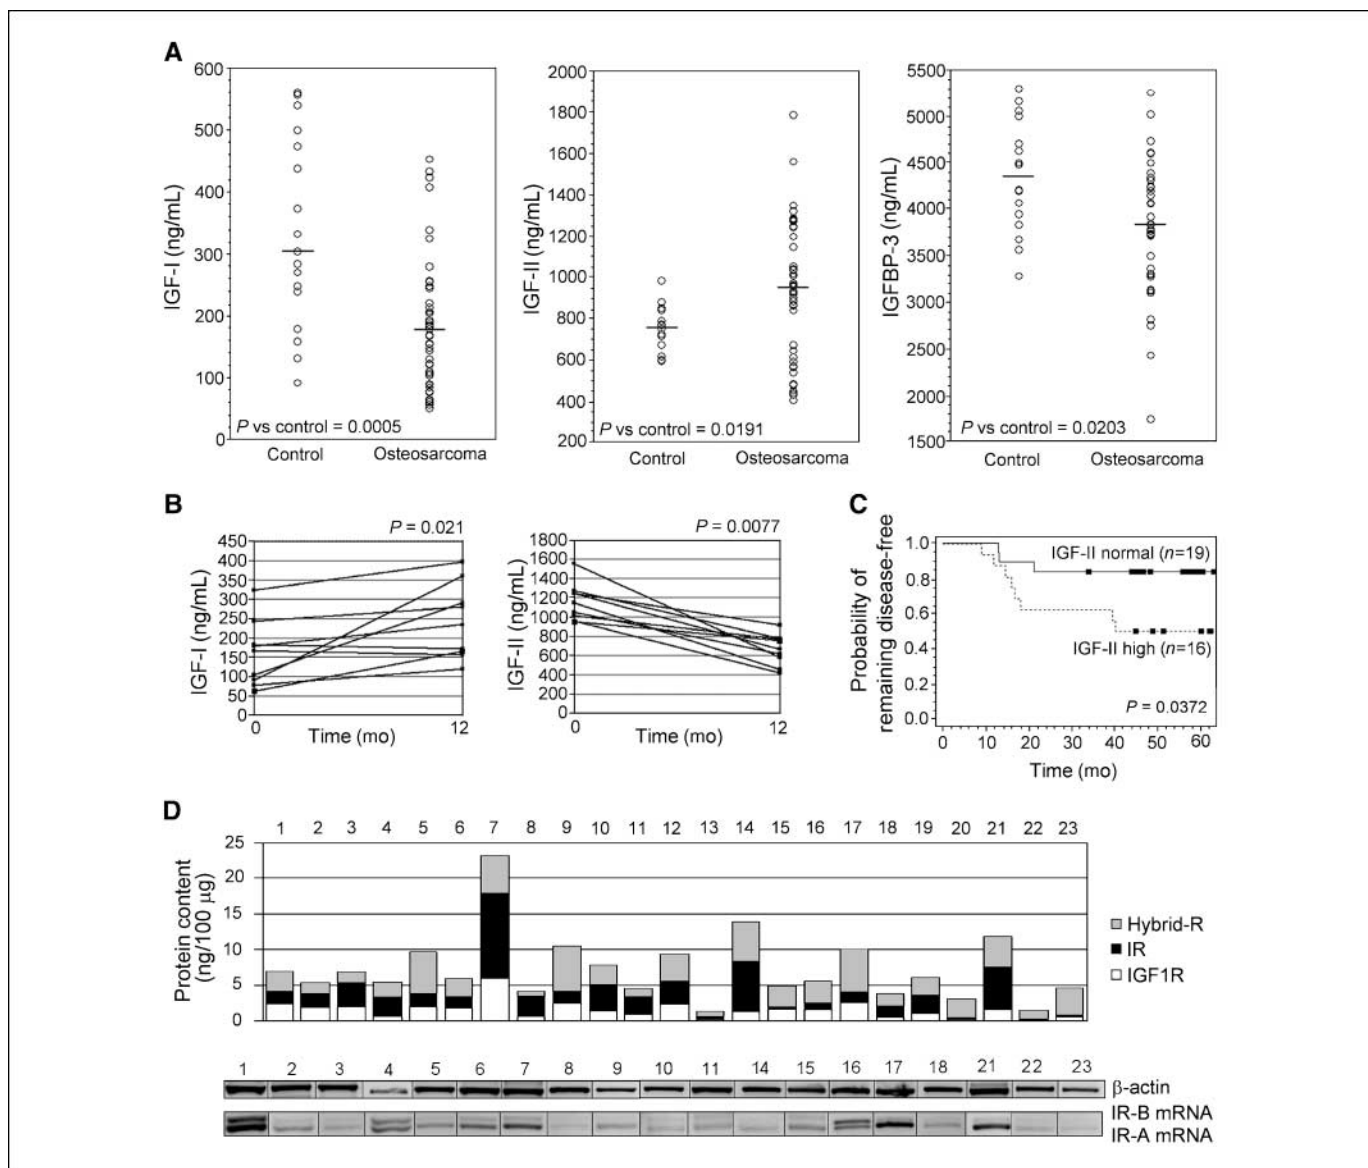 A
600
500
400
300
200
100
0
IGF-I (ng/mL)
P vs control = 0.0005
Control Osteosarcoma
2000
1800
1600
1400
1200
1000
800
600
400
200
IGF-II (ng/mL)
P vs control = 0.0191
Control Osteosarcoma
5500
5000
4500
4000
3500
3000
2500
2000
1500
IGFBP-3 (ng/mL)
P vs control = 0.0203
Control Osteosarcoma
B
P = 0.021
450
400
350
300
250
200
150
100
50
0
IGF-I (ng/mL)
0 12
Time (mo)
P = 0.0077
1800
1600
1400
1200
1000
800
600
400
200
0
IGF-II (ng/mL)
0 12
Time (mo)
C
Probability of
remaining disease-free
1.0
0.8
0.6
0.4
0.2
0.0
IGF-II normal (n=19)
IGF-II high (n=16)
P = 0.0372
0 10 20 30 40 50 60
Time (mo)
D
1 2 3 4 5 6 7 8 9 10 11 12 13 14 15 16 17 18 19 20 21 22 23
25
20
15
10
5
0
Protein content
(ng/100 µg)
Hybrid-R
IR
IGF1R
1 2 3 4 5 6 7 8 9 10 11 14 15 16 17 18 21 22 23
β-actin
IR-B mRNA
IR-A mRNA